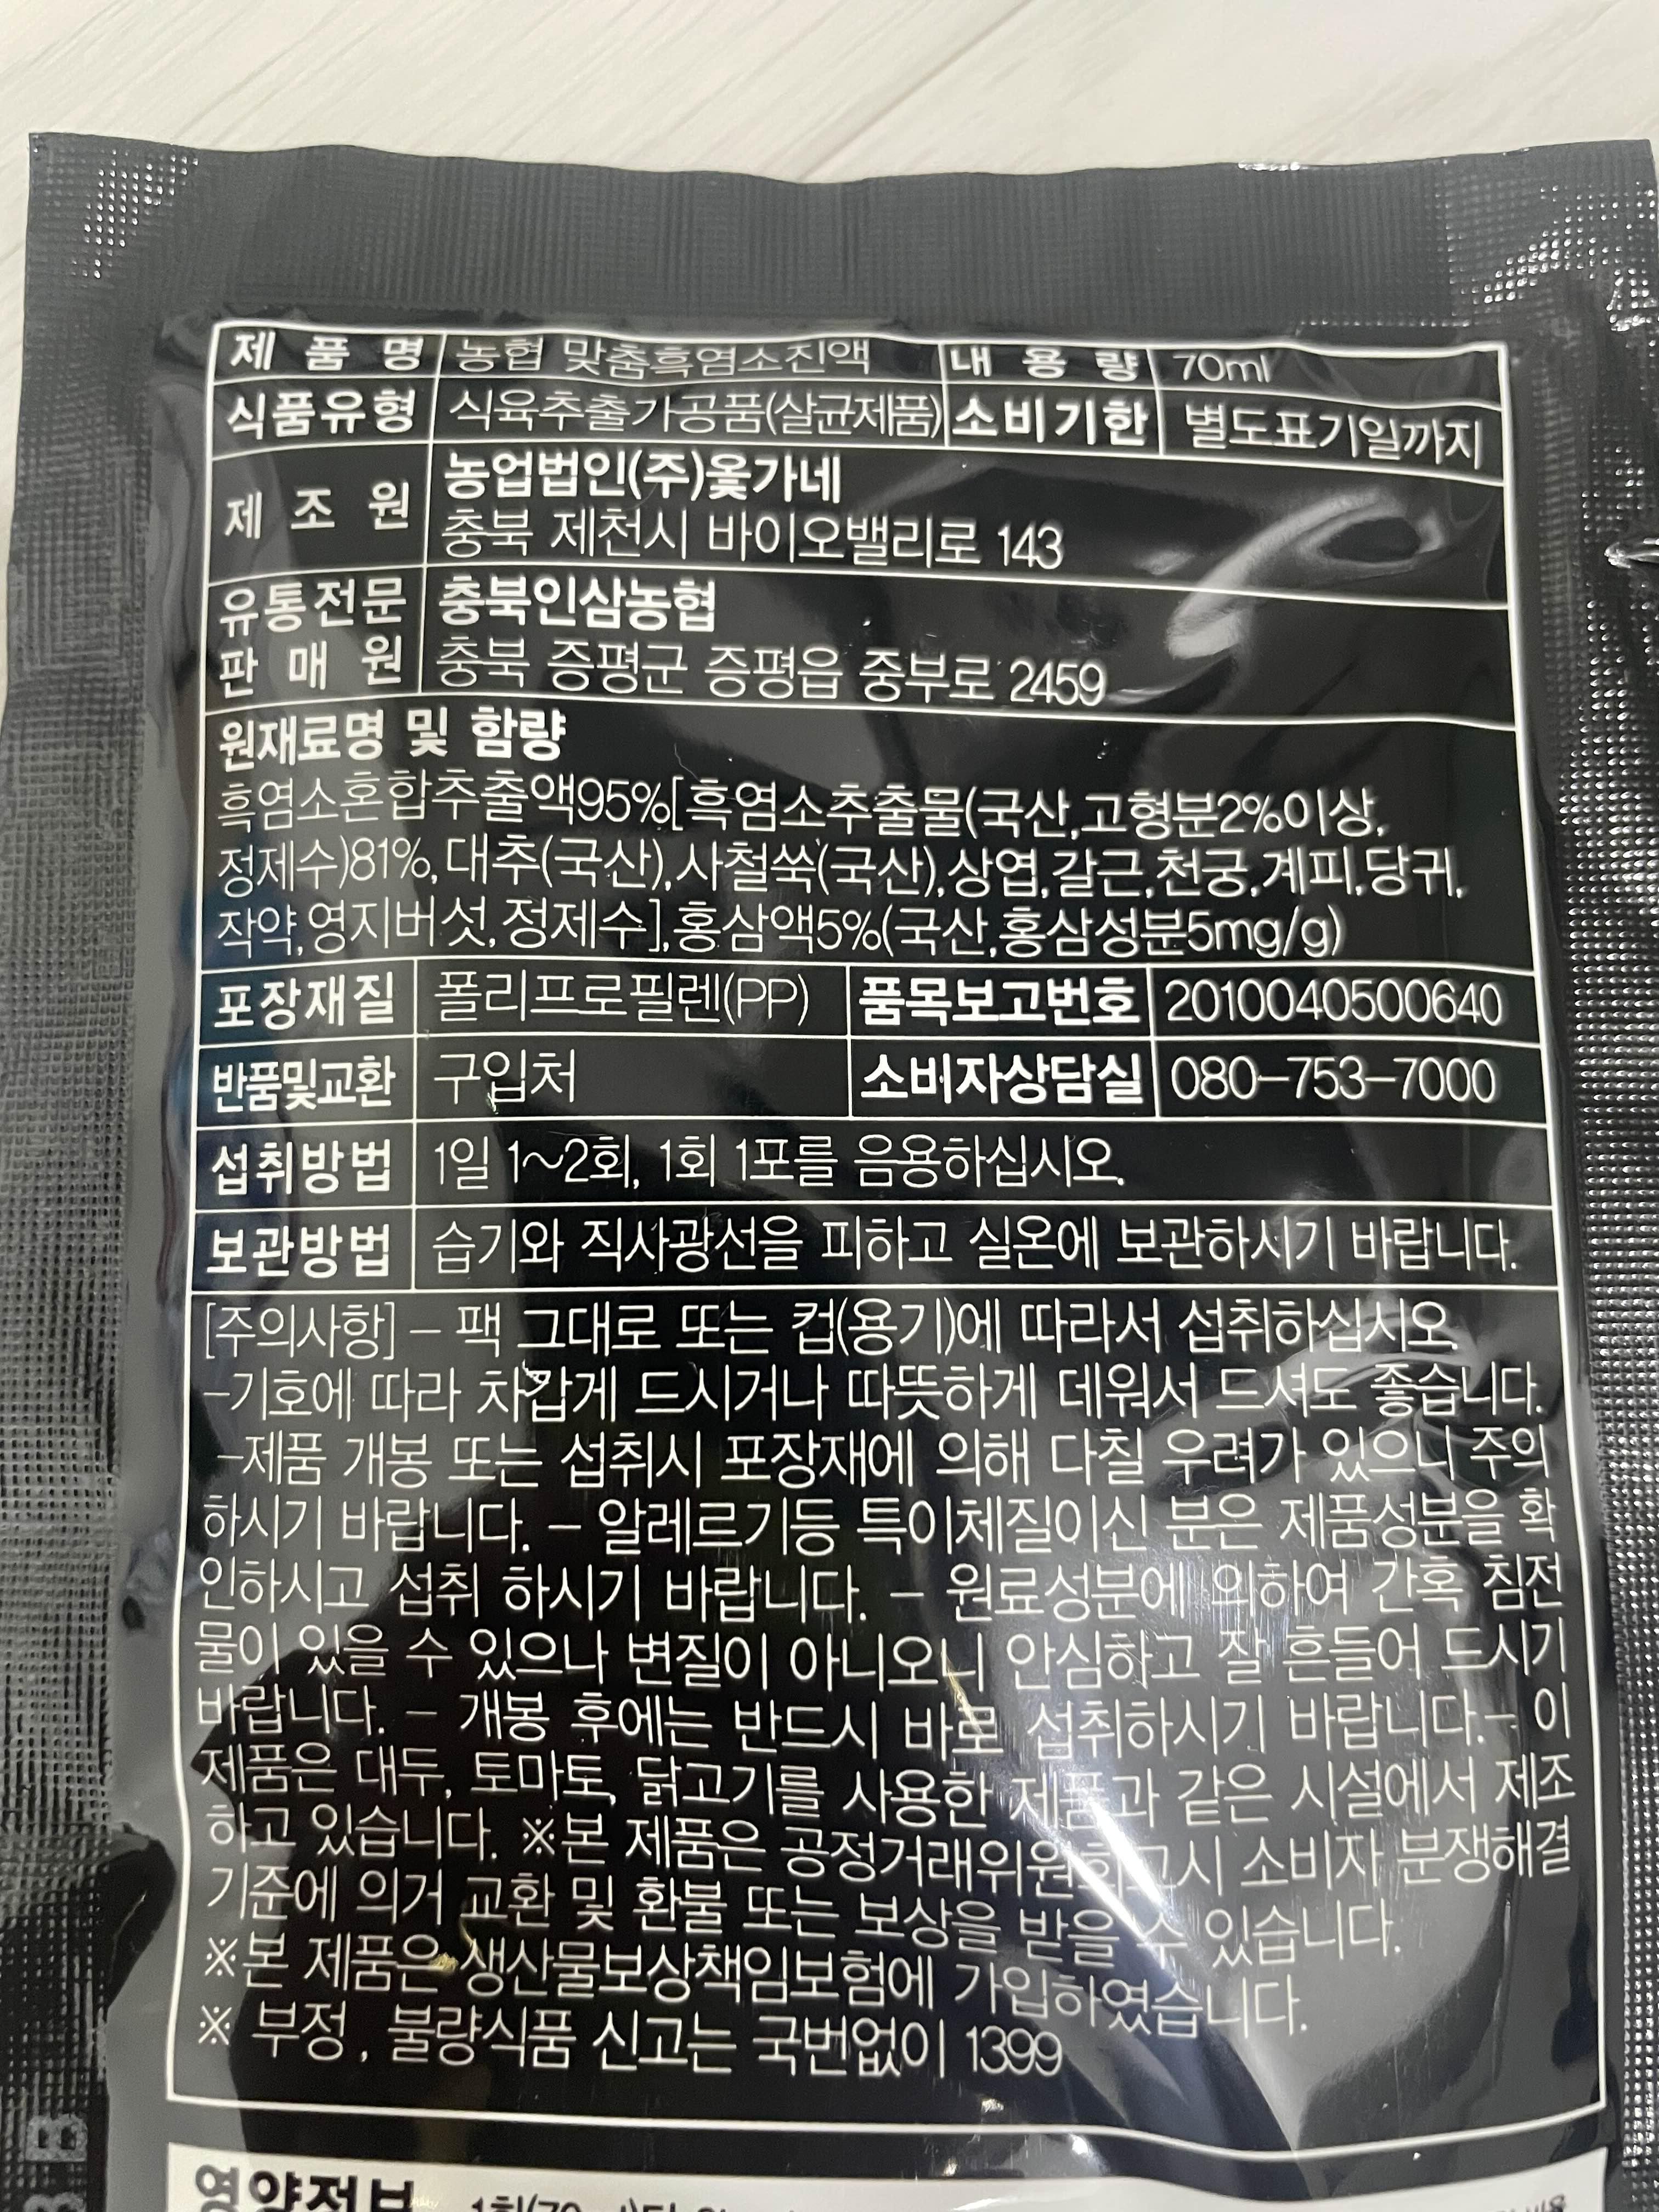 제 품 명 농협 맞춤흑염소진액 내 용 량 70ml
식품유형 식육추출가공품(살균제품) 소비기한 별도표기일까지
제 조 원 농업법인(주)옻가네
충북 제천시 바이오밸리로 143
유통전문 충북인삼농협
판 매 원 충북 증평군 증평읍 중부로 2459
원재료명 및 함량
흑염소혼합추출액95%[흑염소추출물(국산,고형분2%이상,
정제수)81%, 대추(국산),사철쑥(국산),상엽,갈근,천궁,계피,당귀,
작약,영지버섯,정제수],홍삼액5%(국산,홍삼성분5mg/g)
포장재질 폴리프로필렌(PP) 품목보고번호 2010040500640
반품및교환 구입처 소비자상담실 080-753-7000
섭취방법 1일 1~2회, 1회 1포를 음용하십시오.
보관방법 습기와 직사광선을 피하고 실온에 보관하시기 바랍니다.
[주의사항] - 팩 그대로 또는 컵(용기)에 따라서 섭취하십시오.
-기호에 따라 차갑게 드시거나 따뜻하게 데워서 드셔도 좋습니다.
-제품 개봉 또는 섭취시 포장재에 의해 다칠 우려가 있으니 주의
하시기 바랍니다. - 알레르기등 특이체질이신 분은 제품성분을 확
인하시고 섭취 하시기 바랍니다. - 원료성분에 의하여 간혹 침전
물이 있을 수 있으나 변질이 아니오니 안심하고 잘 흔들어 드시기
바랍니다. - 개봉 후에는 반드시 바로 섭취하시기 바랍니다.- 이
제품은 대두, 토마토, 닭고기를 사용한 제품과 같은 시설에서 제조
하고 있습니다. ※본 제품은 공정거래위원회고시 소비자 분쟁해결
기준에 의거 교환 및 환불 또는 보상을 받을 수 있습니다.
※본 제품은 생산물보상책임보험에 가입하였습니다.
※ 부정, 불량식품 신고는 국번없이 1399
영양정보